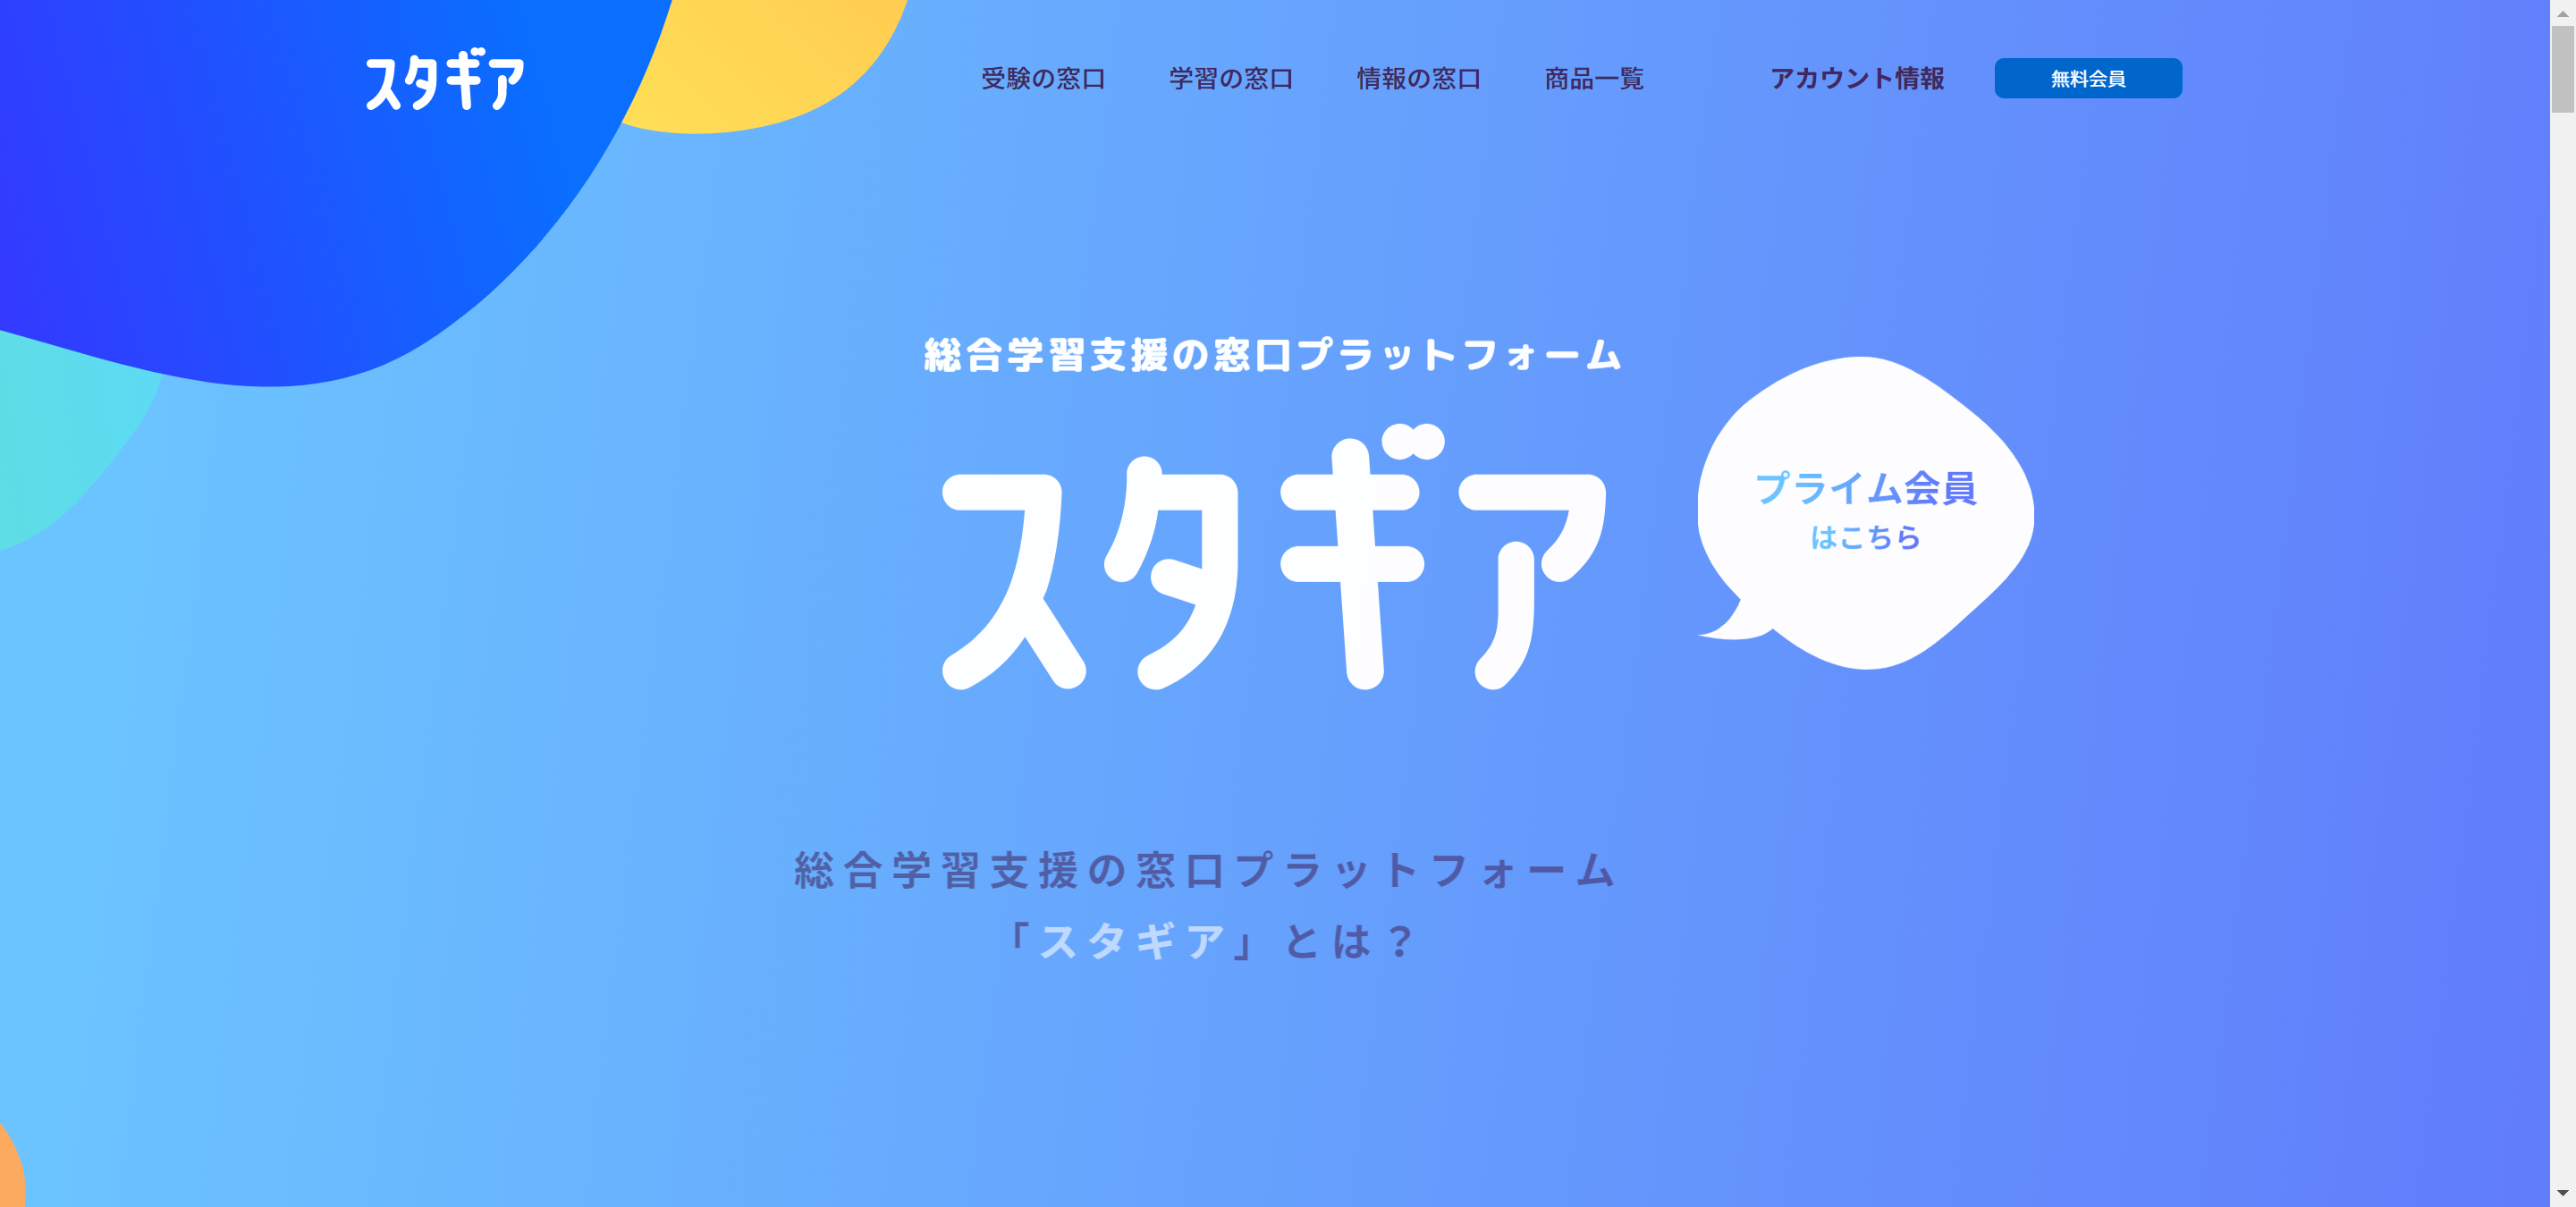 スタギア
受験の窓口 学習の窓口 情報の窓口 商品一覧 アカウント情報 無料会員
総合学習支援の窓口プラットフォーム
スタギア
プライム会員
はこちら
総合学習支援の窓口プラットフォーム
「スタギア」とは？